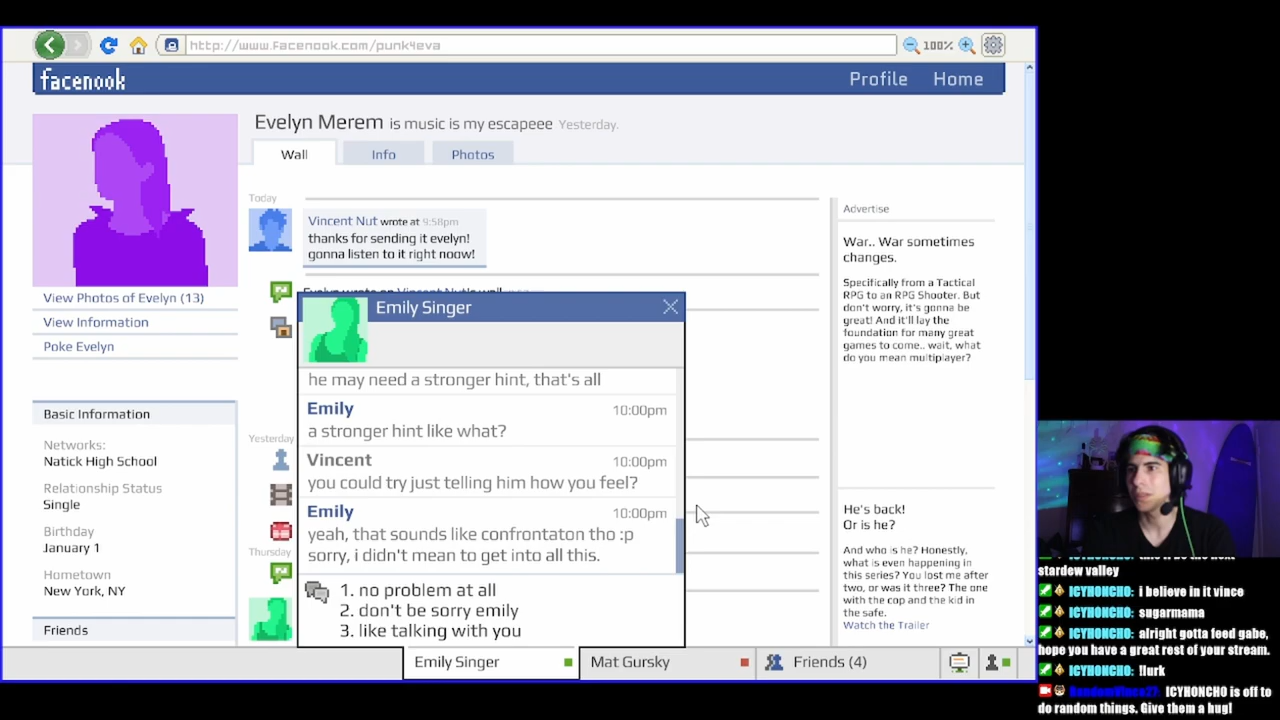 http://www.facenook.com/punk4eva
100%
facenook
Profile Home
Evelyn Merem is music is my escapeee Yesterday.
Wall Info Photos
Today
Vincent Nut wrote at 9:58pm
thanks for sending it evelyn!
gonna listen to it right noow!
Evelyn wrote on Vincent Nut's wall
View Photos of Evelyn (13)
View Information
Poke Evelyn
Basic Information
Networks:
Natick High School
Relationship Status
Single
Birthday
January 1
Hometown
New York, NY
Friends
Yesterday
Thursday
Emily Singer
he may need a stronger hint, that's all
Emily 10:00pm
a stronger hint like what?
Vincent 10:00pm
you could try just telling him how you feel?
Emily 10:00pm
yeah, that sounds like confrontaton tho :p
sorry, i didn't mean to get into all this.
1. no problem at all
2. don't be sorry emily
3. like talking with you
Emily Singer
Mat Gursky
Friends (4)
Advertise
War.. War sometimes
changes.
Specifically from a Tactical
RPG to an RPG Shooter. But
don't worry, it's gonna be
great! And it'll lay the
foundation for many great
games to come.. wait, what
do you mean multiplayer?
He's back!
Or is he?
And who is he? Honestly,
what is even happening in
this series? You lost me after
two, or was it three? The one
with the cop and the kid in
the safe.
Watch the Trailer
stardew valley
ICYHONCHO: i believe in it vince
ICYHONCHO: sugarmama
ICYHONCHO: alright gotta feed gabe,
hope you have a great rest of your stream.
ICYHONCHO: !lurk
ICYHONCHO is off to
do random things. Give them a hug!